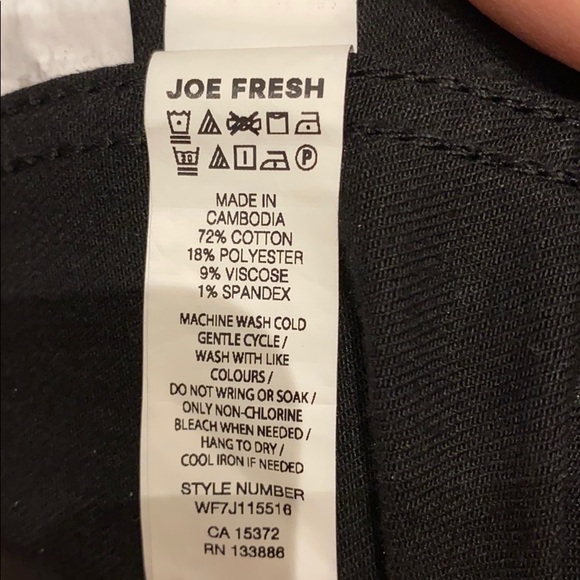 JOE FRESH
30
P
MADE IN
CAMBODIA
72% COTTON
18% POLYESTER
9% VISCOSE
1% SPANDEX
MACHINE WASH COLD
GENTLE CYCLE /
WASH WITH LIKE
COLOURS /
DO NOT WRING OR SOAK /
ONLY NON-CHLORINE
BLEACH WHEN NEEDED /
HANG TO DRY /
COOL IRON IF NEEDED
STYLE NUMBER
WF7J115516
CA 15372
RN 133886